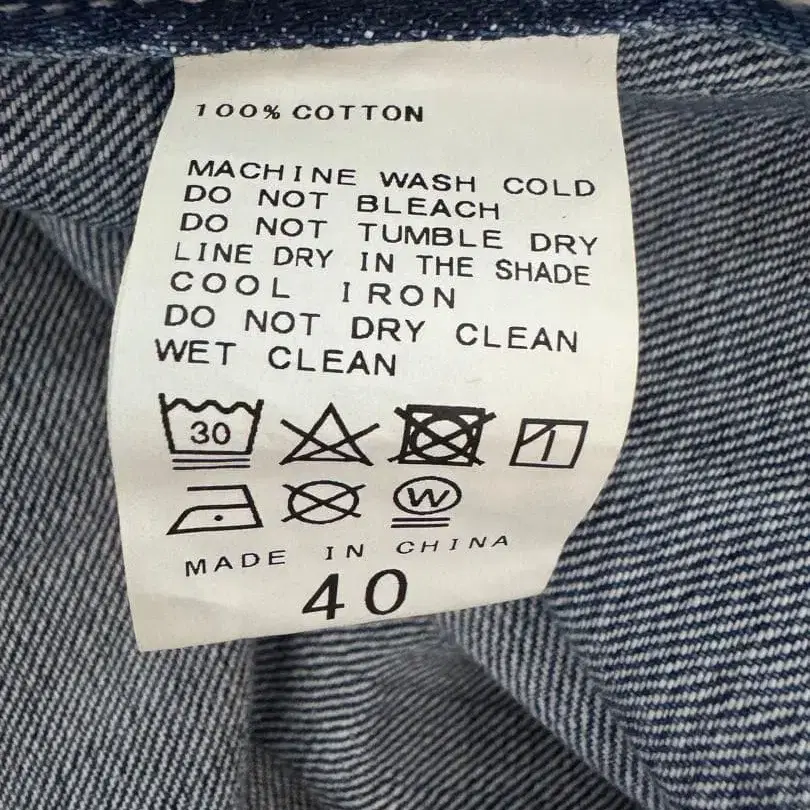 100% COTTON
MACHINE WASH COLD
DO NOT BLEACH
DO NOT TUMBLE DRY
LINE DRY IN THE SHADE
COOL IRON
DO NOT DRY CLEAN
WET CLEAN
30
W
MADE IN CHINA
40